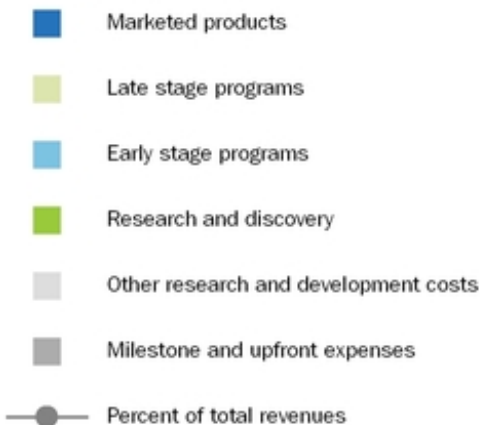 Marketed products
Late stage programs
Early stage programs
Research and discovery
Other research and development costs
Milestone and upfront expenses
Percent of total revenues